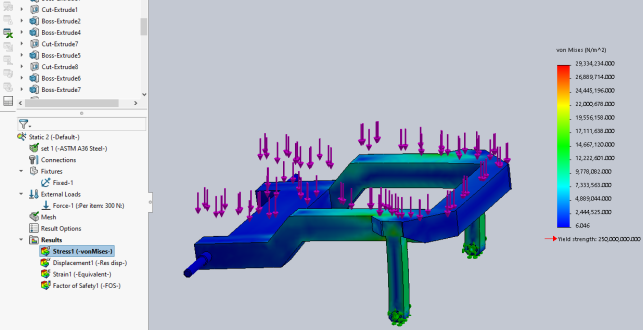 Cut-Extrude1
Boss-Extrude2
Boss-Extrude4
Cut-Extrude7
Boss-Extrude5
Cut-Extrude8
Boss-Extrude6
Boss-Extrude7
Static 2 (-Default-)
set 1 (-ASTM A36 Steel-)
Connections
Fixtures
Fixed-1
External Loads
Force-1 (:Per item: 300 N:)
Mesh
Result Options
Results
Stress1 (-vonMises-)
Displacement1 (-Res disp-)
Strain1 (-Equivalent-)
Factor of Safety1 (-FOS-)
von Mises (N/m^2)
29,334,234.000
26,889,714.000
24,445,196.000
22,000,676.000
19,556,158.000
17,111,638.000
14,667,120.000
12,222,601.000
9,778,082.000
7,333,563.000
4,889,044.000
2,444,525.000
6.046
Yield strength: 250,000,000.000